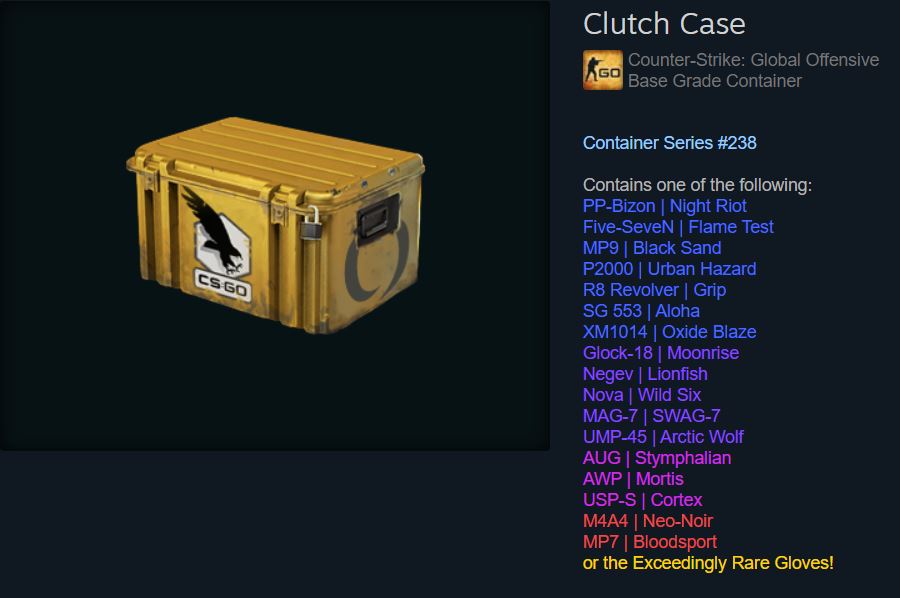 Clutch Case
GO
Counter-Strike: Global Offensive
Base Grade Container
Container Series #238
Contains one of the following:
PP-Bizon | Night Riot
Five-SeveN | Flame Test
MP9 | Black Sand
P2000 | Urban Hazard
R8 Revolver | Grip
SG 553 | Aloha
XM1014 | Oxide Blaze
Glock-18 | Moonrise
Negev | Lionfish
Nova | Wild Six
MAG-7 | SWAG-7
UMP-45 | Arctic Wolf
AUG | Stymphalian
AWP | Mortis
USP-S | Cortex
M4A4 | Neo-Noir
MP7 | Bloodsport
or the Exceedingly Rare Gloves!
CS:GO